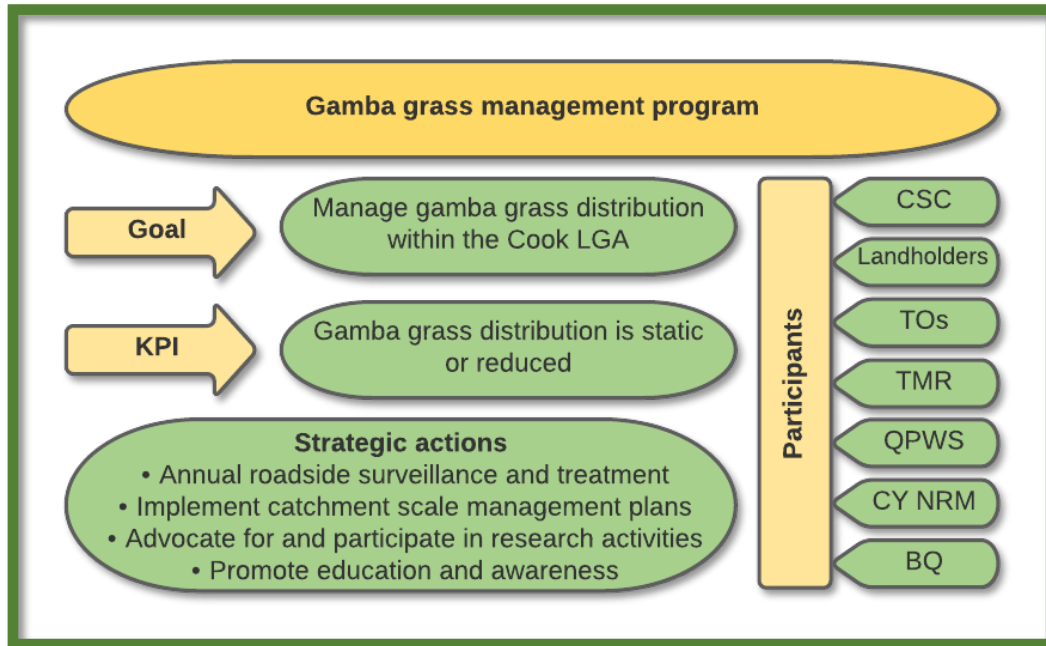 Gamba grass management program
Goal
Manage gamba grass distribution
within the Cook LGA
KPI
Gamba grass distribution is static
or reduced
Strategic actions
• Annual roadside surveillance and treatment
• Implement catchment scale management plans
• Advocate for and participate in research activities
• Promote education and awareness
Participants
CSC
Landholders
TOs
TMR
QPWS
CY NRM
BQ